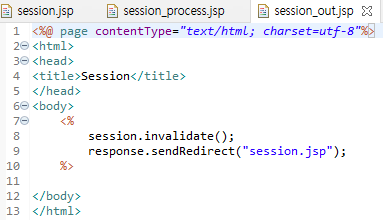 session.jsp session_process.jsp session_out.jsp
1 <%@ page contentType="text/html; charset=utf-8"%>
2 <html>
3 <head>
4 <title>Session</title>
5 </head>
6 <body>
7 <%
8 session.invalidate();
9 response.sendRedirect("session.jsp");
10 %>
11
12 </body>
13 </html>